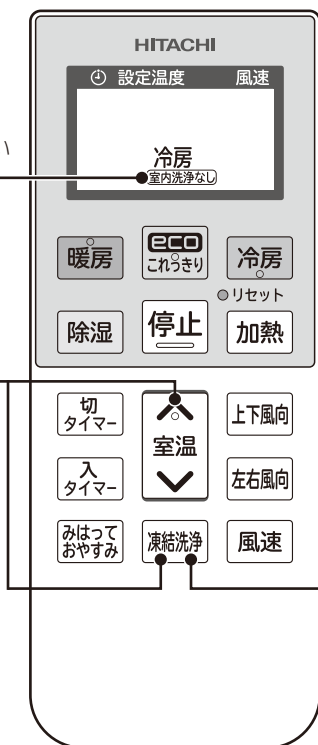 HITACHI
設定温度 風速
い
冷房
室内洗浄なし
暖房
eco
これっきり
冷房
リセット
除湿
停止
加熱
切
タイマー
室温
上下風向
入
タイマー
左右風向
みはって
おやすみ
凍結洗浄
風速